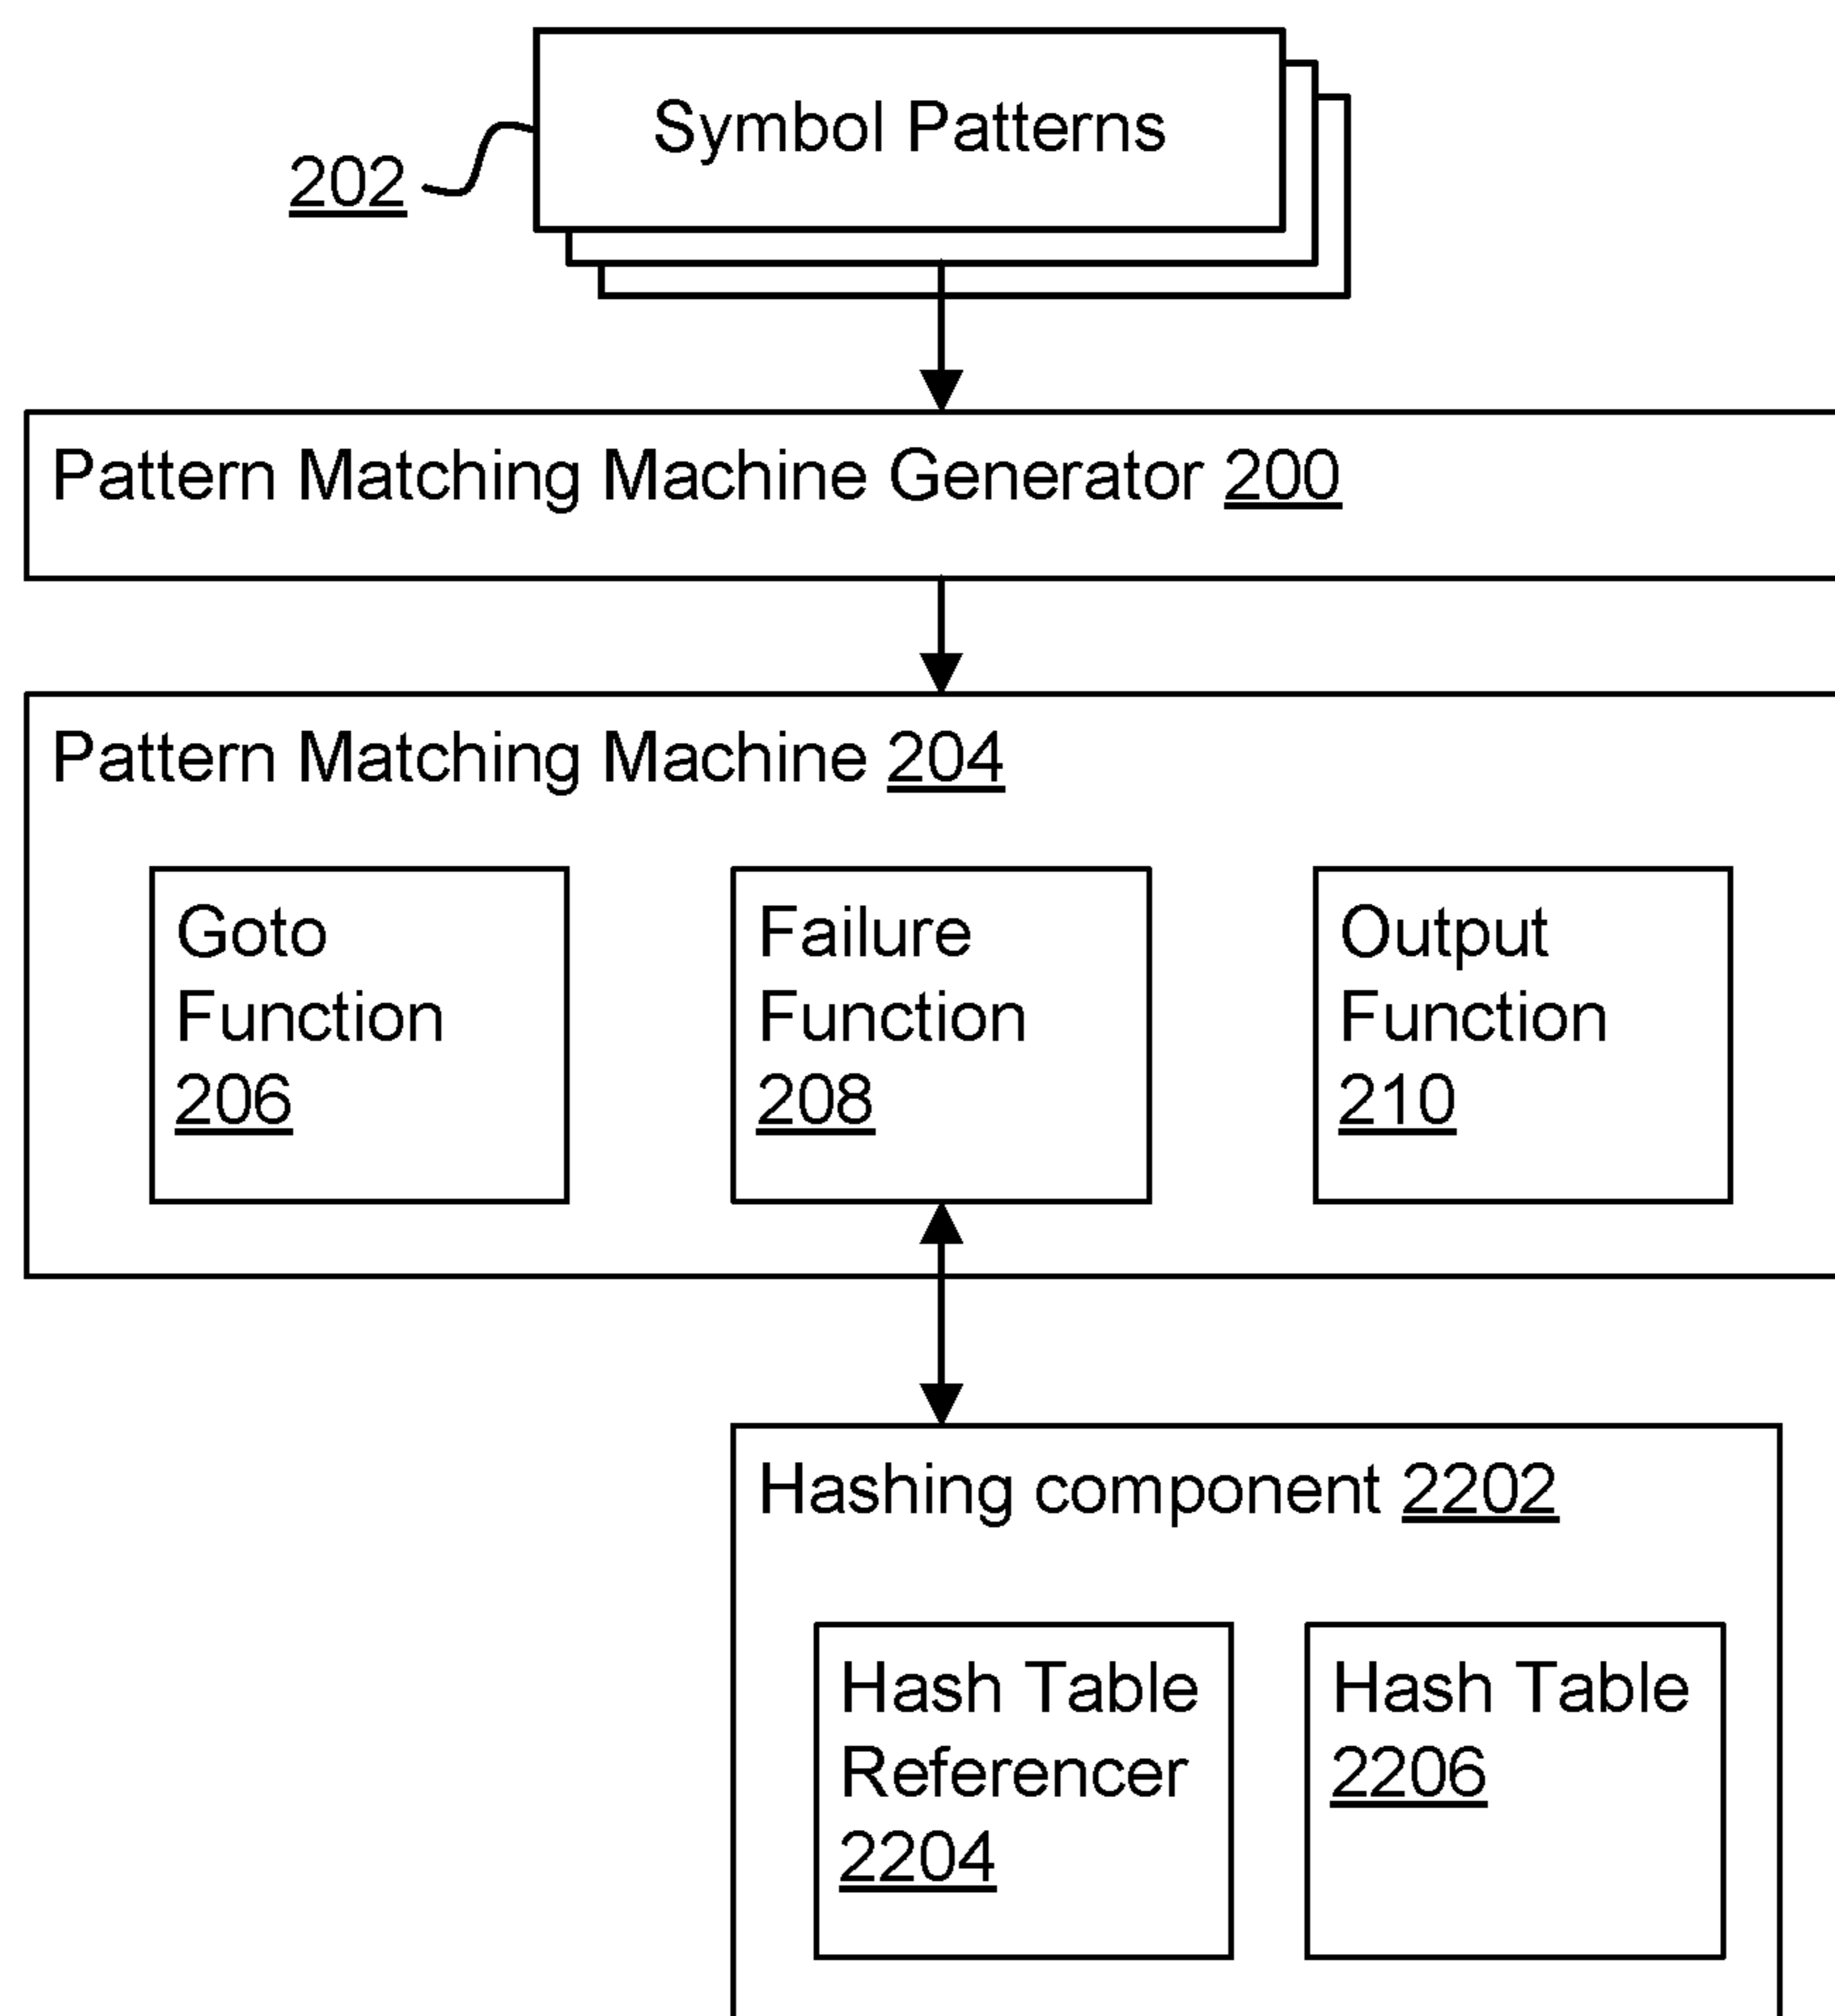 Symbol Patterns
202
Pattern Matching Machine Generator 200
Pattern Matching Machine 204
Goto
Function
206
Failure
Function
208
Output
Function
210
Hashing component 2202
Hash Table
Referencer
2204
Hash Table
2206